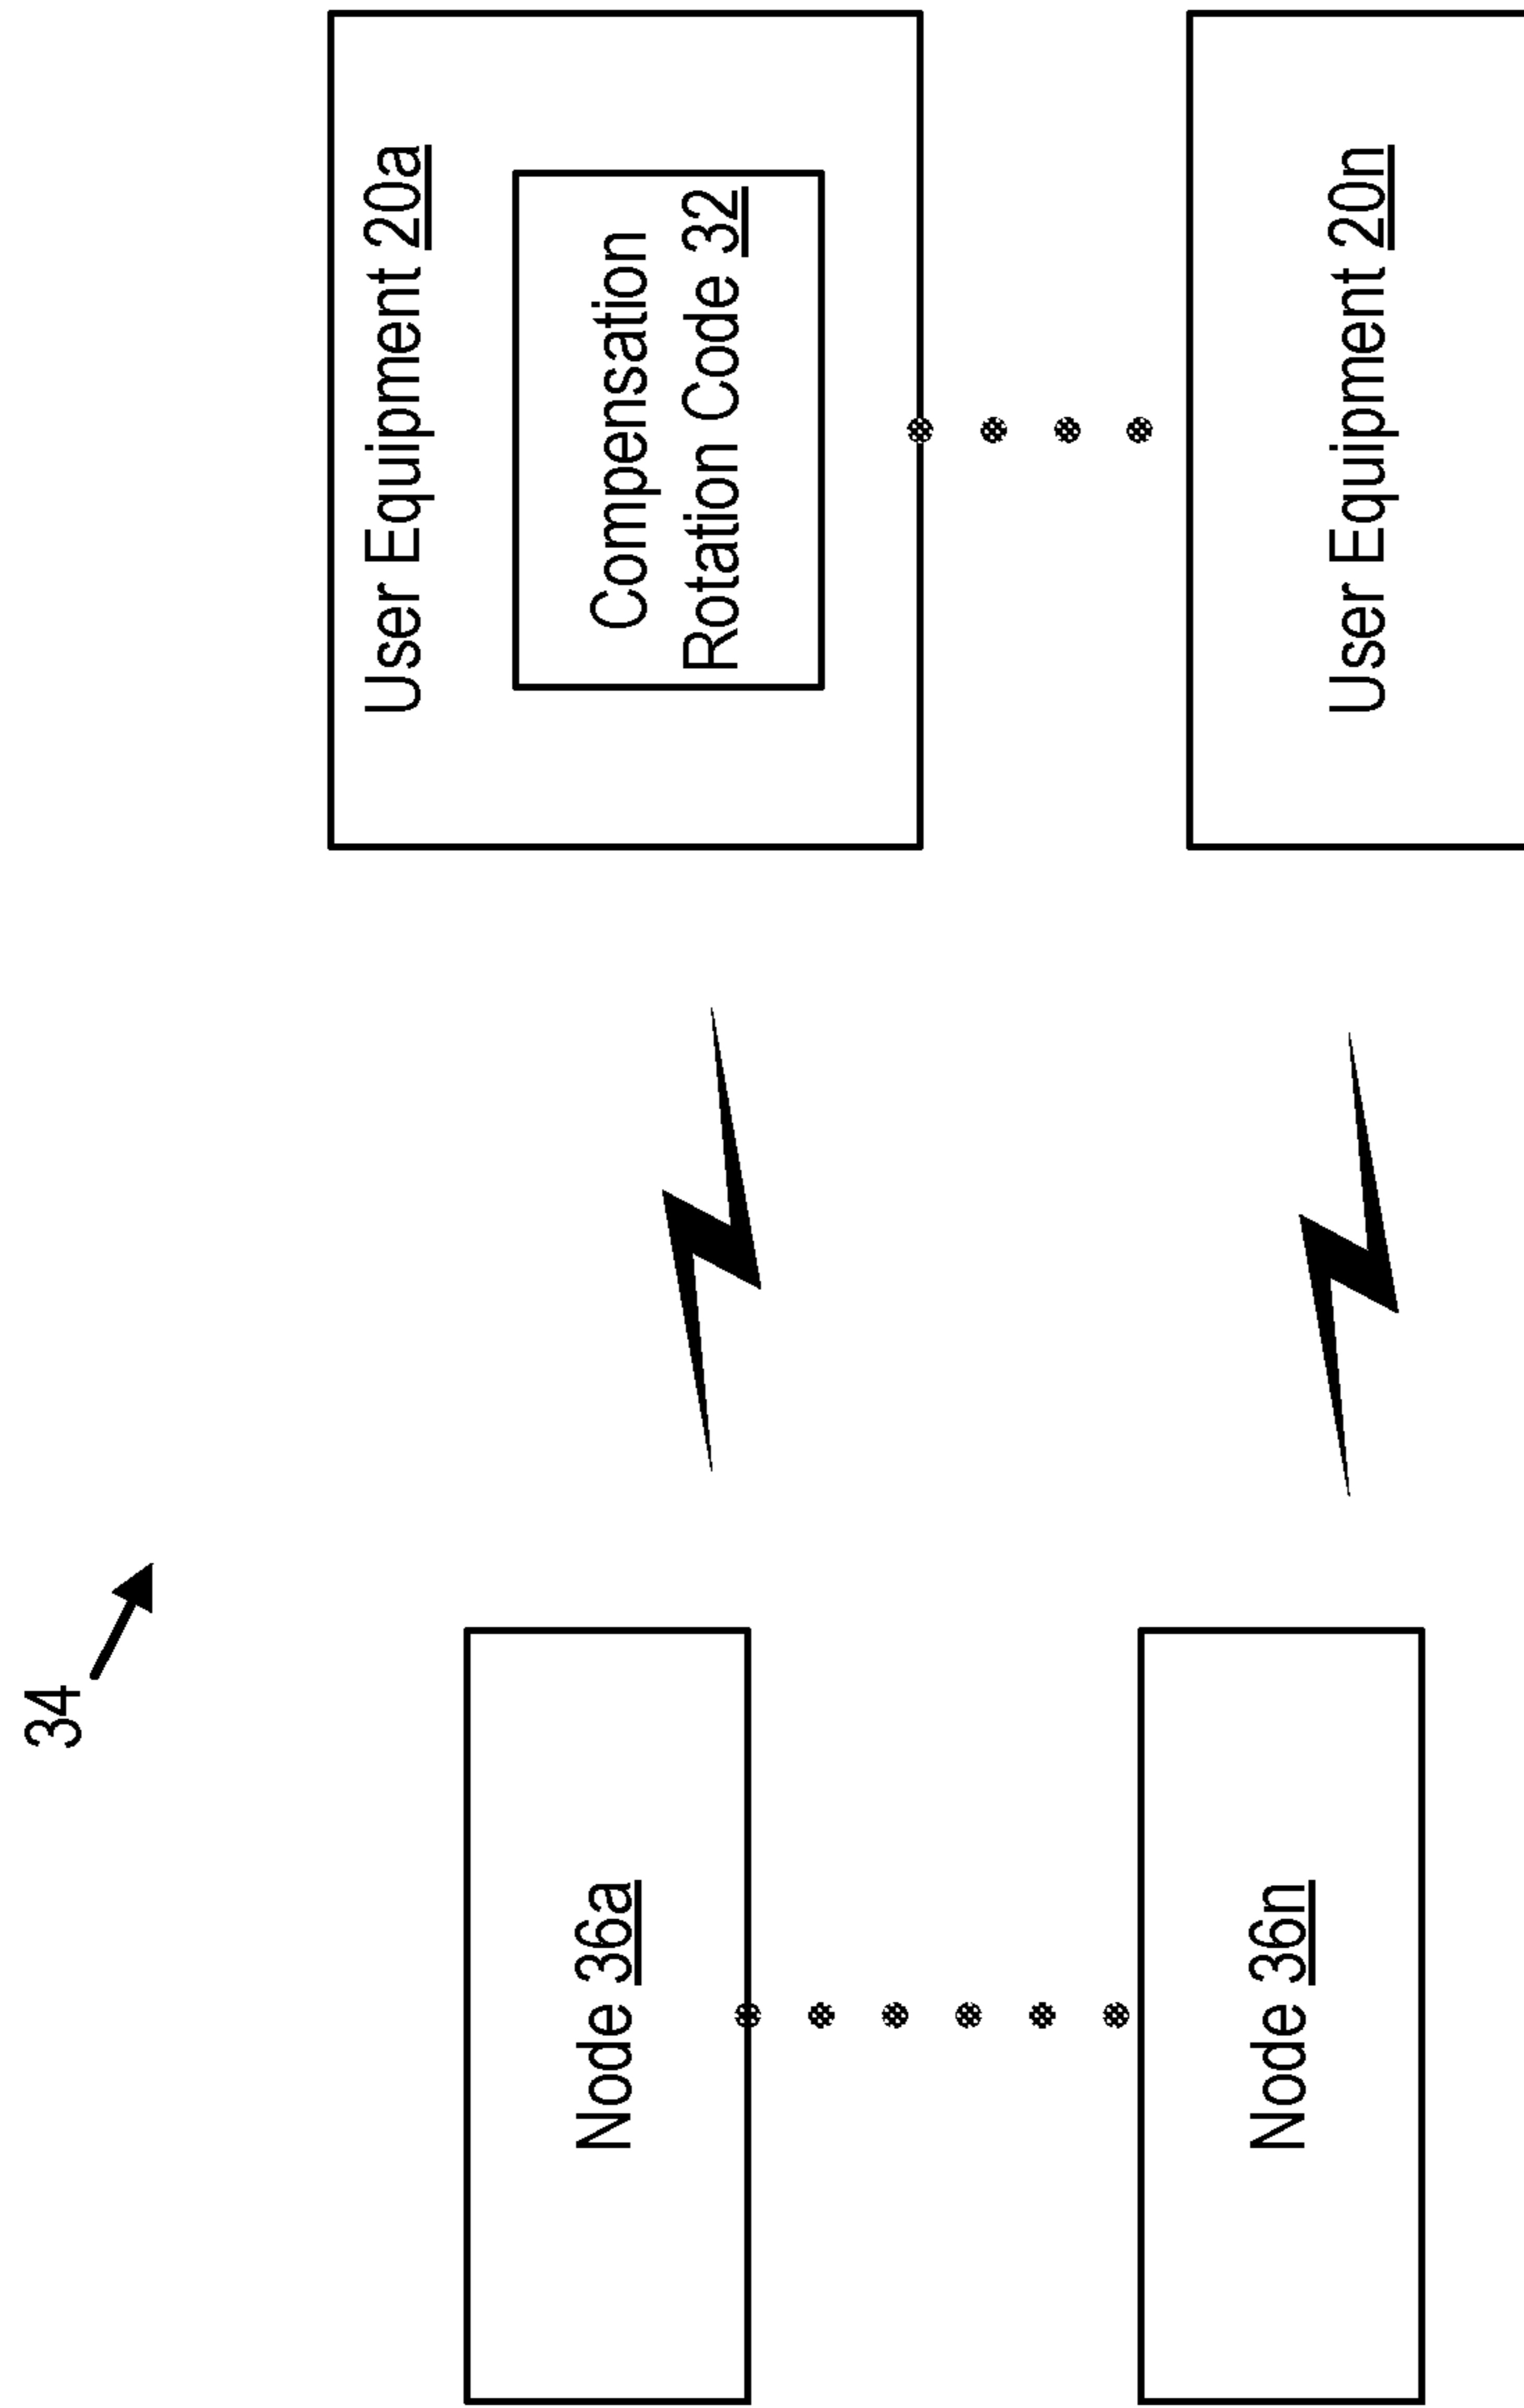 34
Node 36a
Node 36n
User Equipment 20a
Compensation
Rotation Code 32
User Equipment 20n